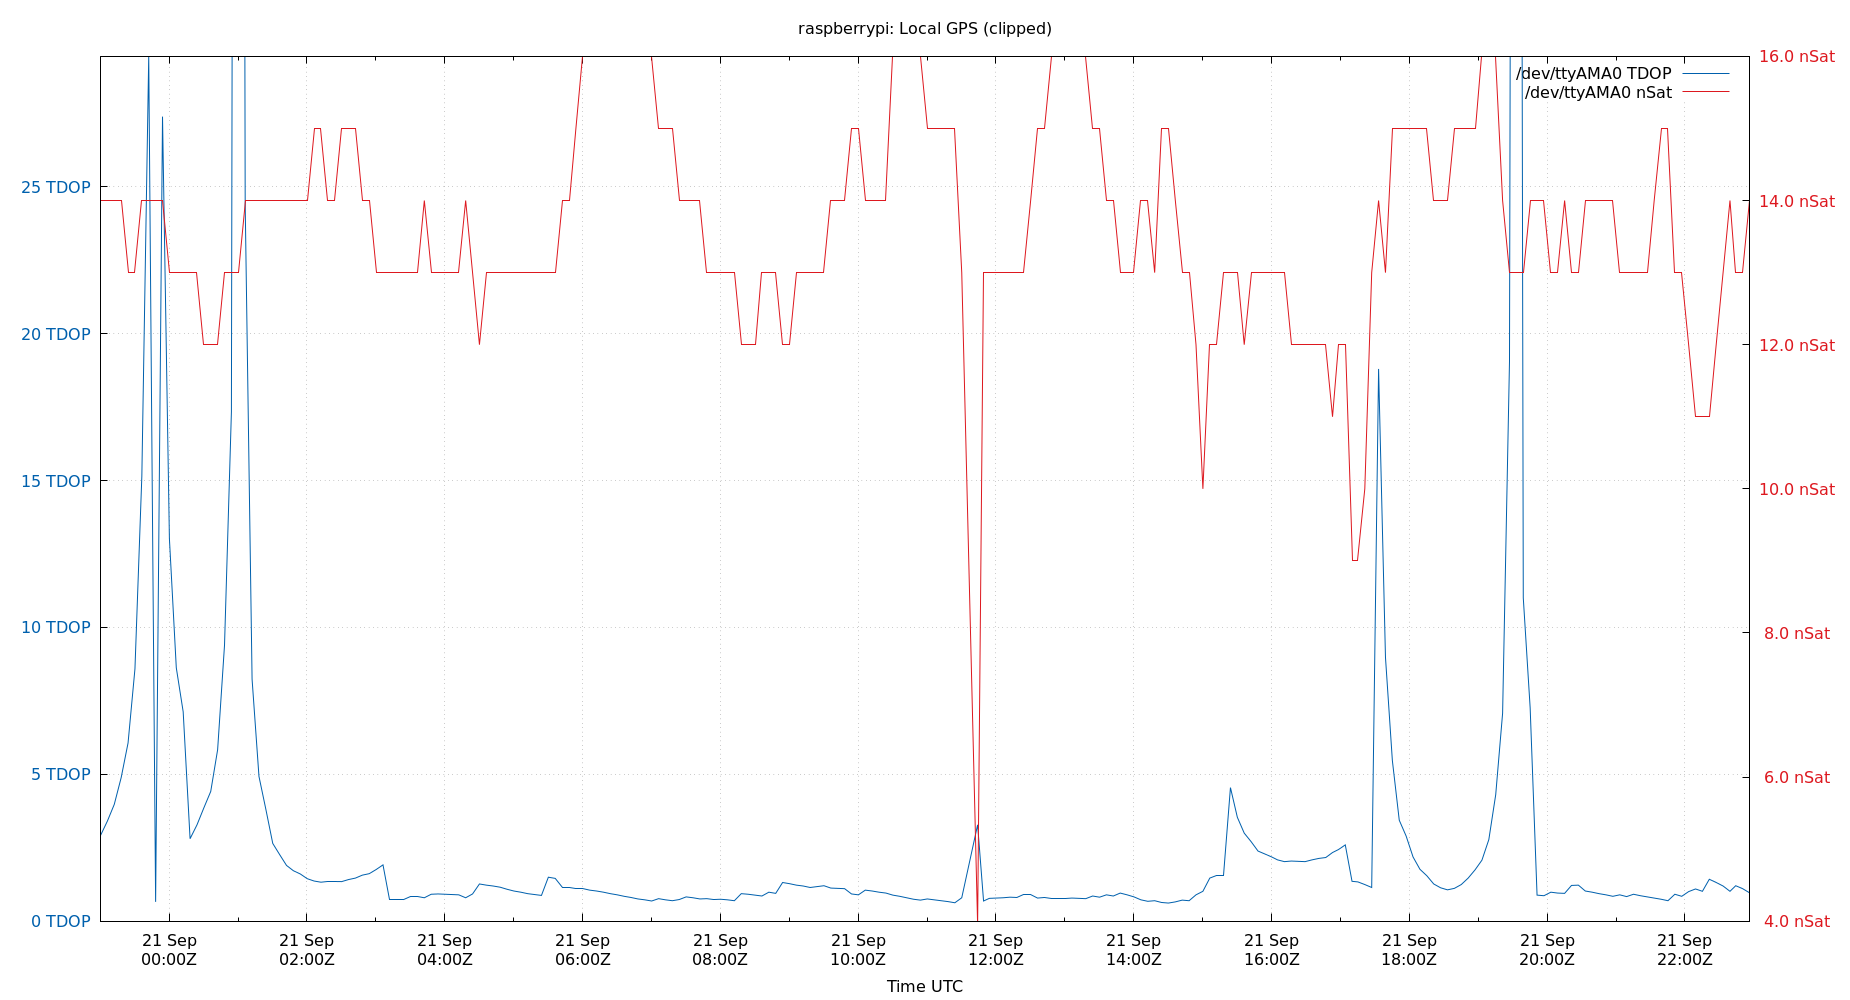 raspberrypi: Local GPS (clipped)
16.0 nSat
/dev/ttyAMA0 TDOP
/dev/ttyAMA0 nSat
25 TDOP
14.0 nSat
20 TDOP
12.0 nSat
15 TDOP
10.0 nSat
10 TDOP
8.0 nSat
5 TDOP
6.0 nSat
0 TDOP
4.0 nSat
21 Sep 21 Sep 21 Sep 21 Sep 21 Sep 21 Sep 21 Sep 21 Sep 21 Sep 21 Sep 21 Sep 21 Sep
00:00Z 02:00Z 04:00Z 06:00Z 08:00Z 10:00Z 12:00Z 14:00Z 16:00Z 18:00Z 20:00Z 22:00Z
Time UTC